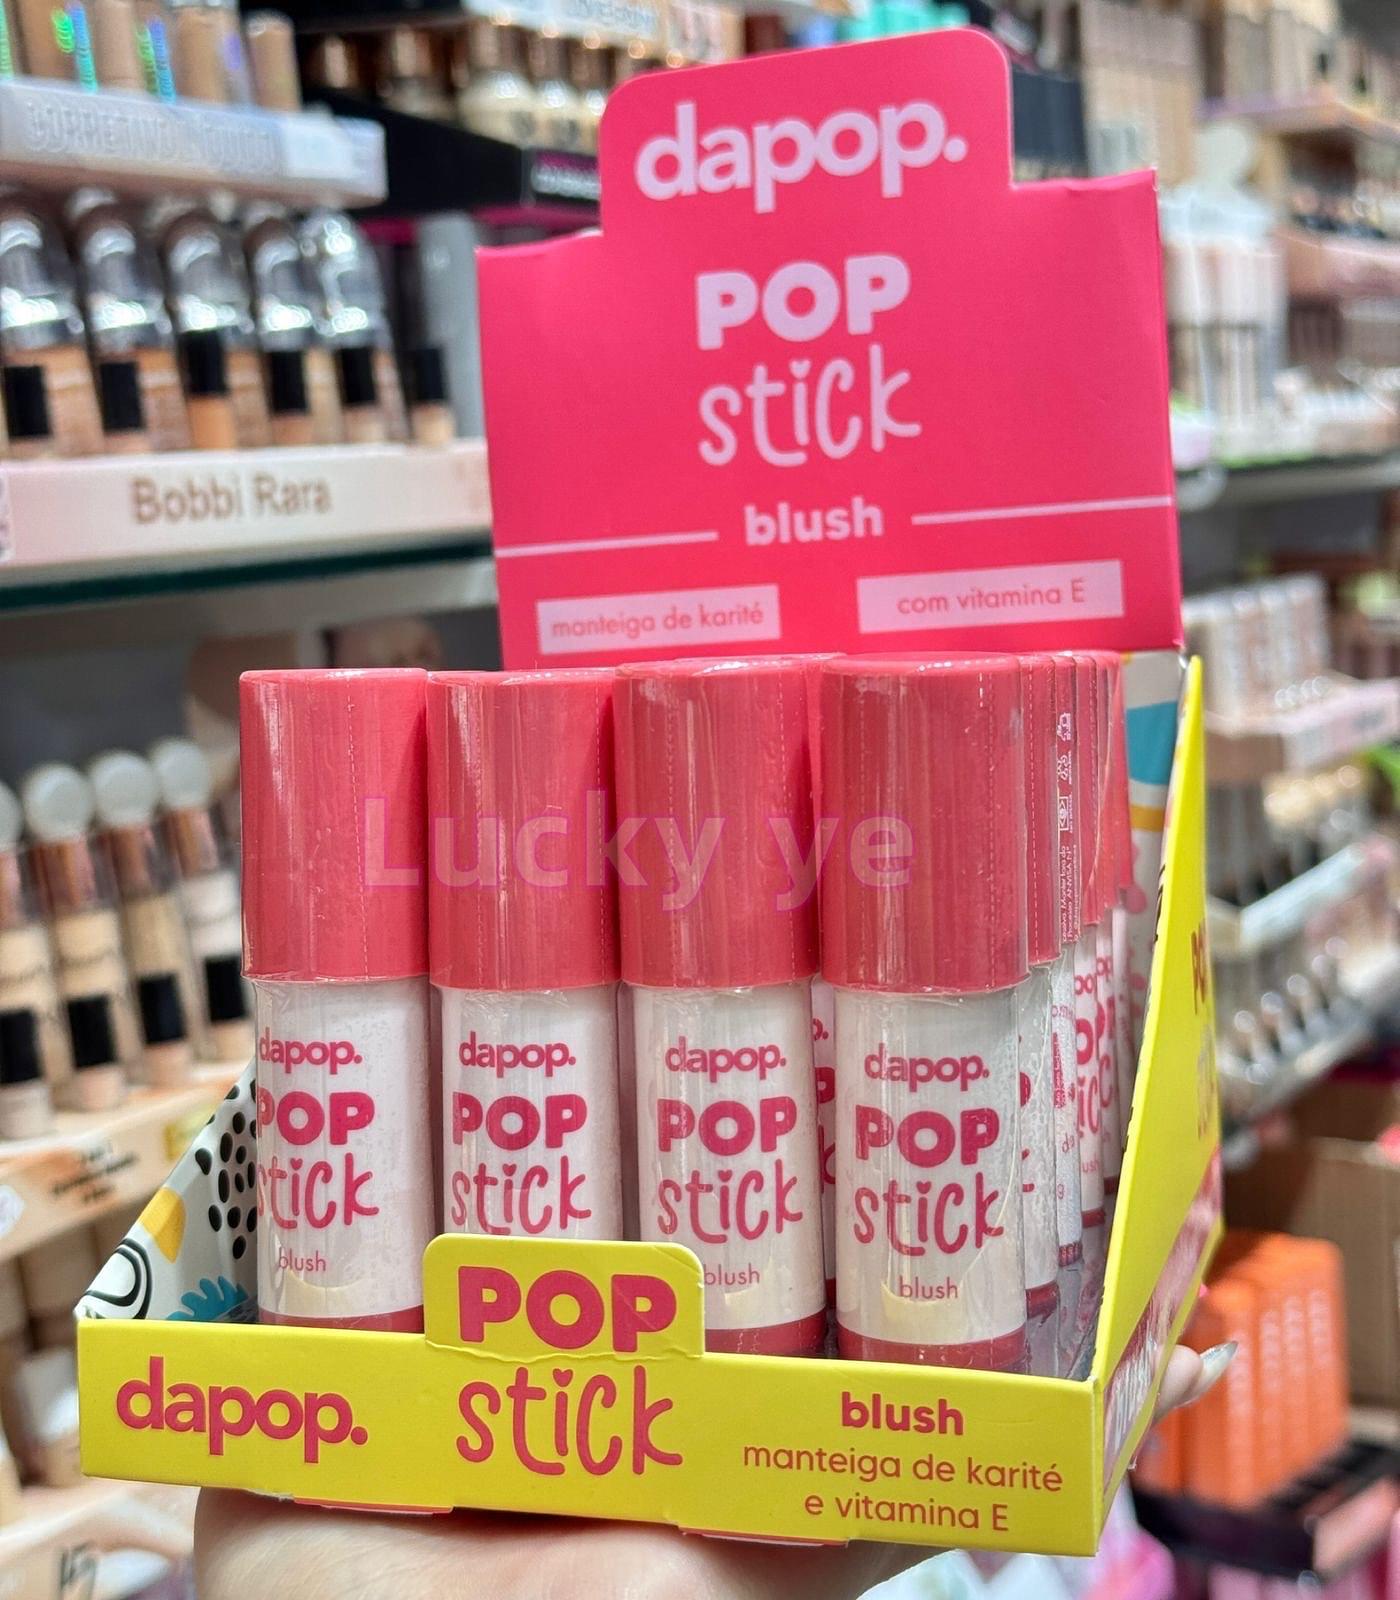 dapop.
POP
stick
blush
manteiga de karité
com vitamina E
Bobbi Rara
Lucky ye
dapop.
POP
stick
blush
dapop.
POP
stick
dapop.
POP
stick
blush
dapop.
POP
stick
blush
dapop.
POP
stick
blush
manteiga de karité
e vitamina E